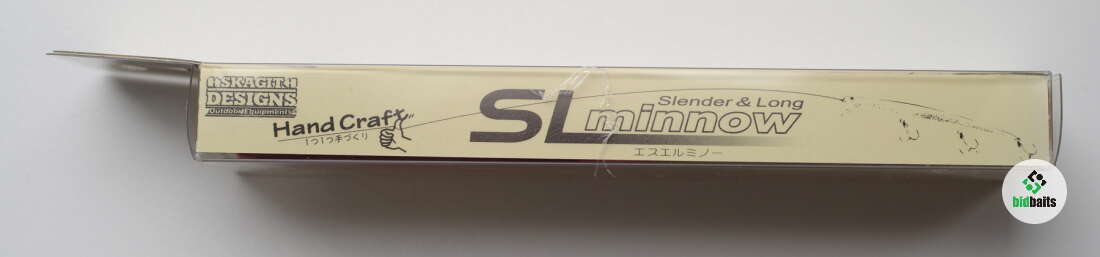 SKAGIT
DESIGNS
Outdoor Equipments
Hand Craft
1つ1つ手づくり
SL
Slender & Long
minnow
エスエルミノー
bidbaits